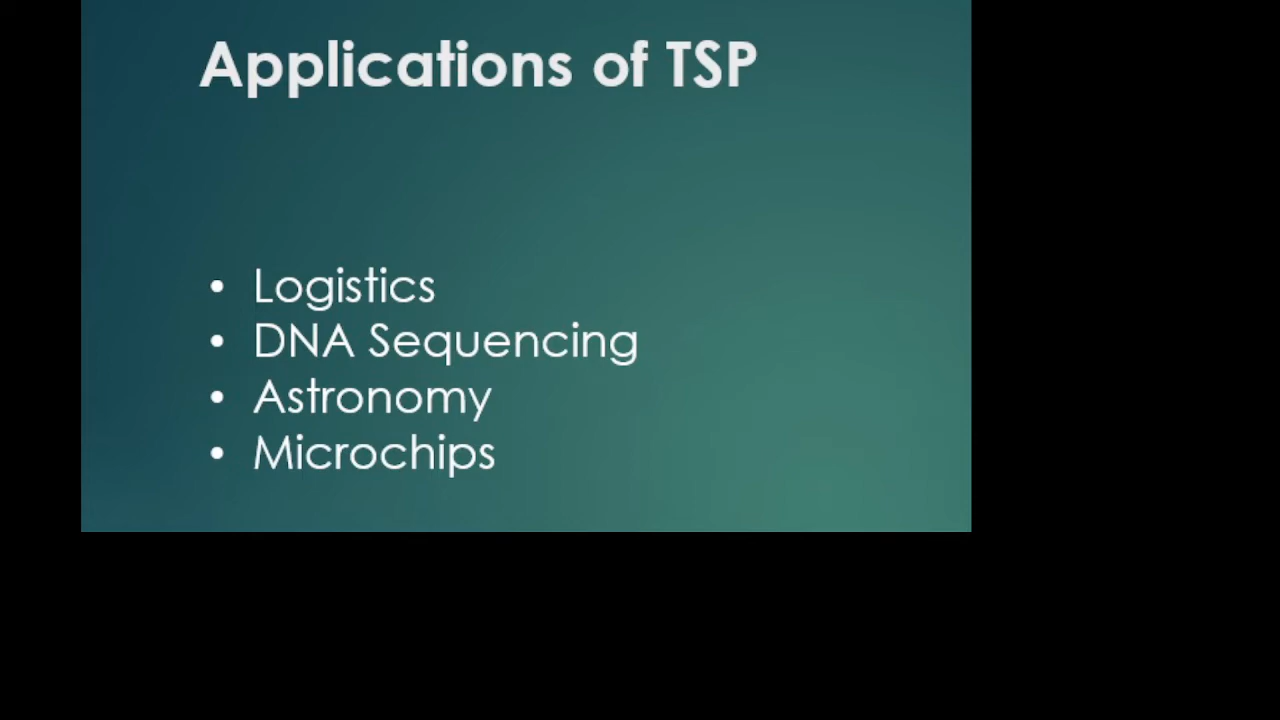 Applications of TSP
• Logistics
• DNA Sequencing
• Astronomy
• Microchips